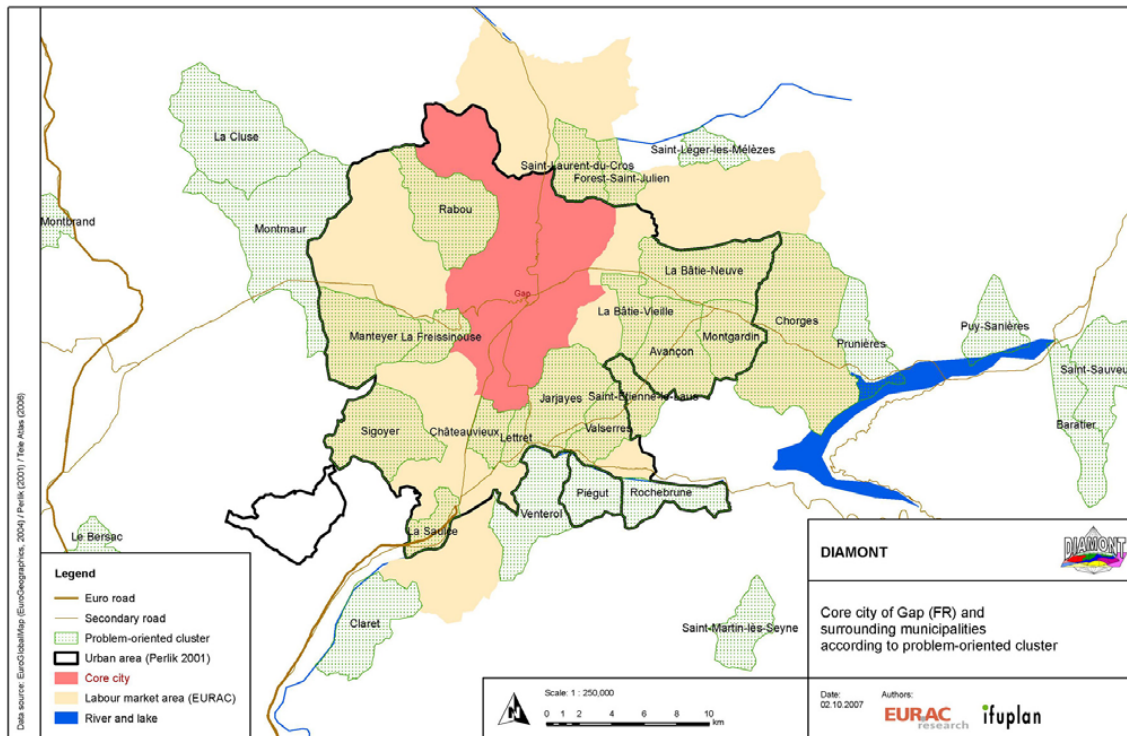 La Cluse
Saint-Léger-les-Mélèzes
Saint-Laurent-du-Cros
Forest-Saint-Julien
Montbrand
Rabou
Montmaur
La Bâtie-Neuve
Gap
La Bâtie-Vieille
Chorges
Manteyer
La Freissinouse
Montgardin
Puy-Sanières
Prunières
Avançon
Saint-Sauveu
Jarjayes
Saint-Etienne-le-Laus
Sigoyer
Châteauvieux
Lettret
Valserres
Baratier
Piégut
Rochebrune
Venterol
La Saulce
Le Bersac
Claret
Saint-Martin-lès-Seyne
Data source: EuroGlobalMap (EuroGeographics, 2004) / Perlik (2001) / Tele Atlas (2006)
Legend
Euro road
Secondary road
Problem-oriented cluster
Urban area (Perlik 2001)
Core city
Labour market area (EURAC)
River and lake
N
Scale: 1 : 250,000
0 1 2 4 6 8 10
km
DIAMONT
DIAMONT
Core city of Gap (FR) and
surrounding municipalities
according to problem-oriented cluster
Date:
02.10.2007
Authors:
EURAC
research
ifuplan